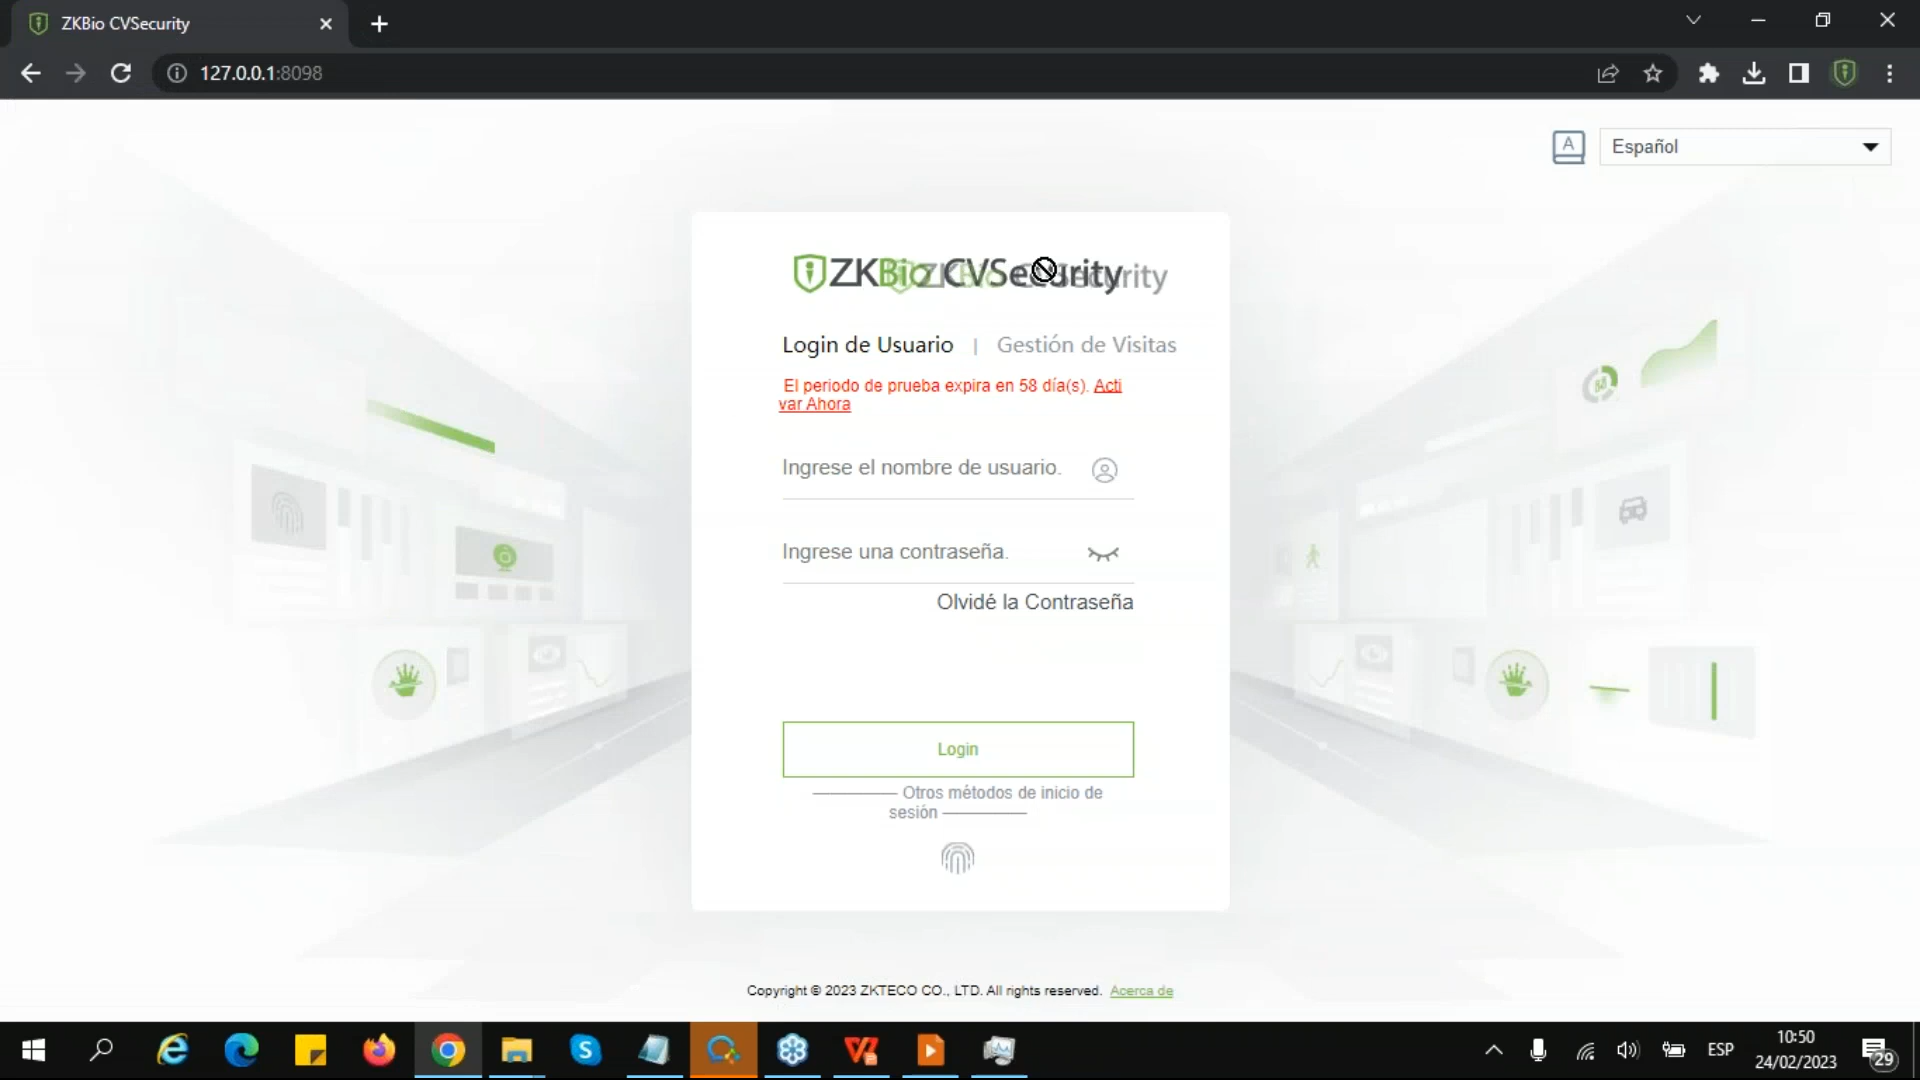 ZKBio CVSecurity
127.0.0.1:8098
Español
ZKBio CVSecurity
Login de Usuario | Gestión de Visitas
El periodo de prueba expira en 58 día(s). Acti
var Ahora
Ingrese el nombre de usuario.
Ingrese una contraseña.
Olvidé la Contraseña
Login
Otros métodos de inicio de
sesión
Copyright © 2023 ZKTECO CO., LTD. All rights reserved. Acerca de
ESP
10:50
24/02/2023
29